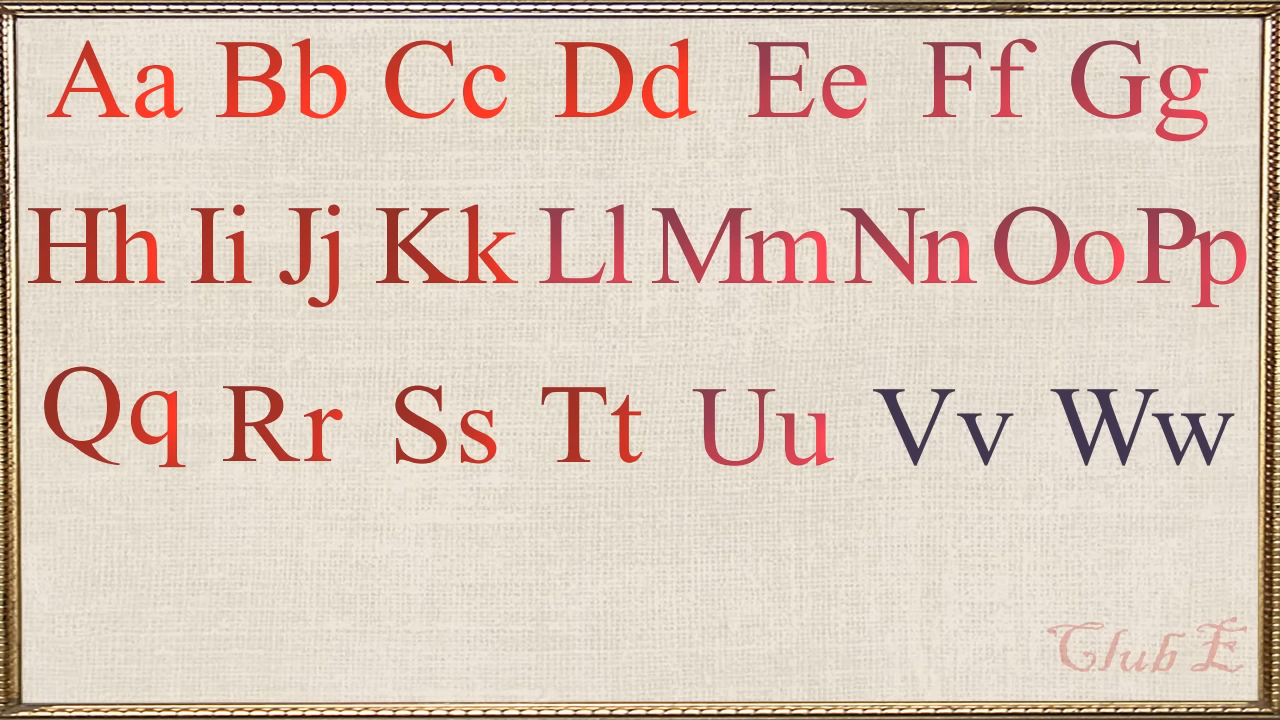 Aa Bb Cc Dd Ee Ff Gg
Hh Ii Jj Kk Ll Mm Nn Oo Pp
Qq Rr Ss Tt Uu Vv Ww
Club E